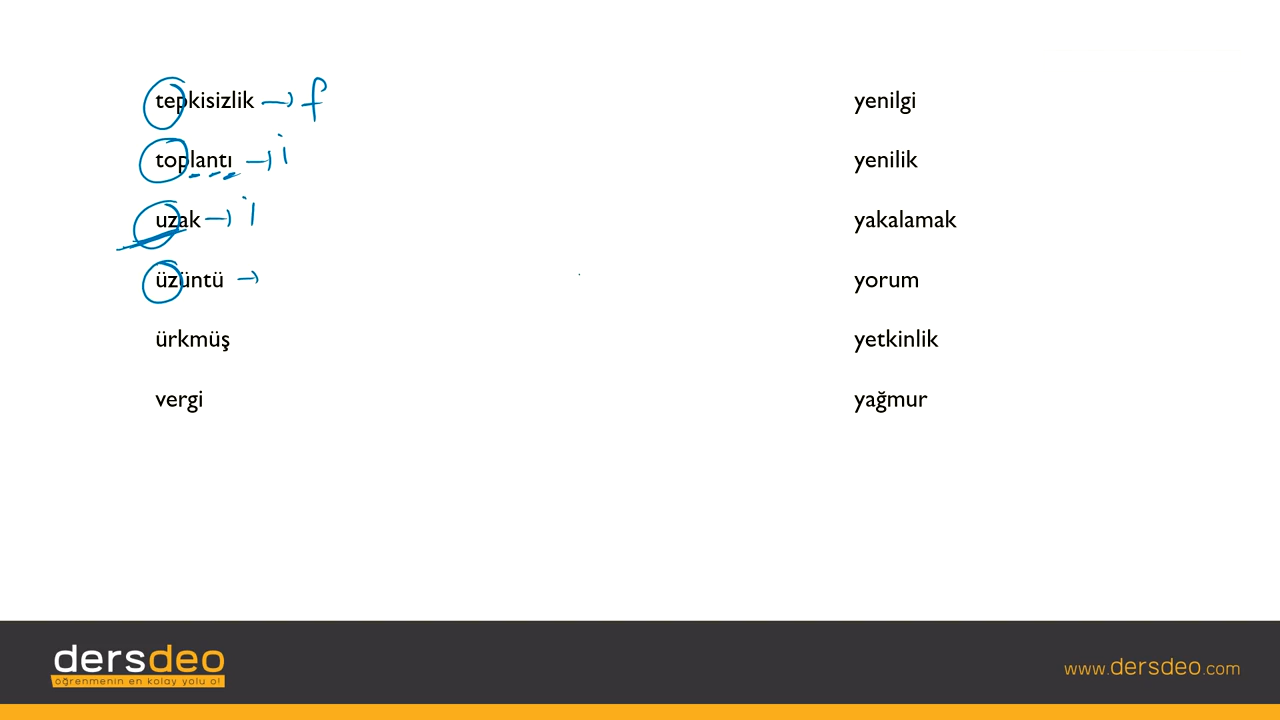 tepkisizlik → f
toplantı → i
uzak → i
üzüntü →
ürkmüş
vergi
yenilgi
yenilik
yakalamak
yorum
yetkinlik
yağmur
dersdeo
öğrenmenin en kolay yolu o!
www.dersdeo.com